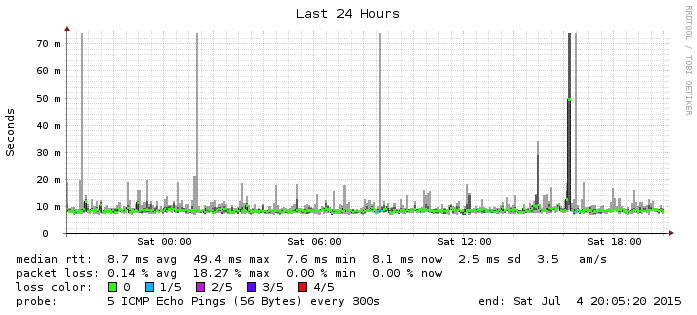 Last 24 Hours
RRDTOOL / TOBI OETIKER
Seconds
70 m
60 m
50 m
40 m
30 m
20 m
10 m
0
Sat 00:00 Sat 06:00 Sat 12:00 Sat 18:00
median rtt: 8.7 ms avg 49.4 ms max 7.6 ms min 8.1 ms now 2.5 ms sd 3.5 am/s
packet loss: 0.14 % avg 18.27 % max 0.00 % min 0.00 % now
loss color: 0 1/5 2/5 3/5 4/5
probe: 5 ICMP Echo Pings (56 Bytes) every 300s end: Sat Jul 4 20:05:20 2015